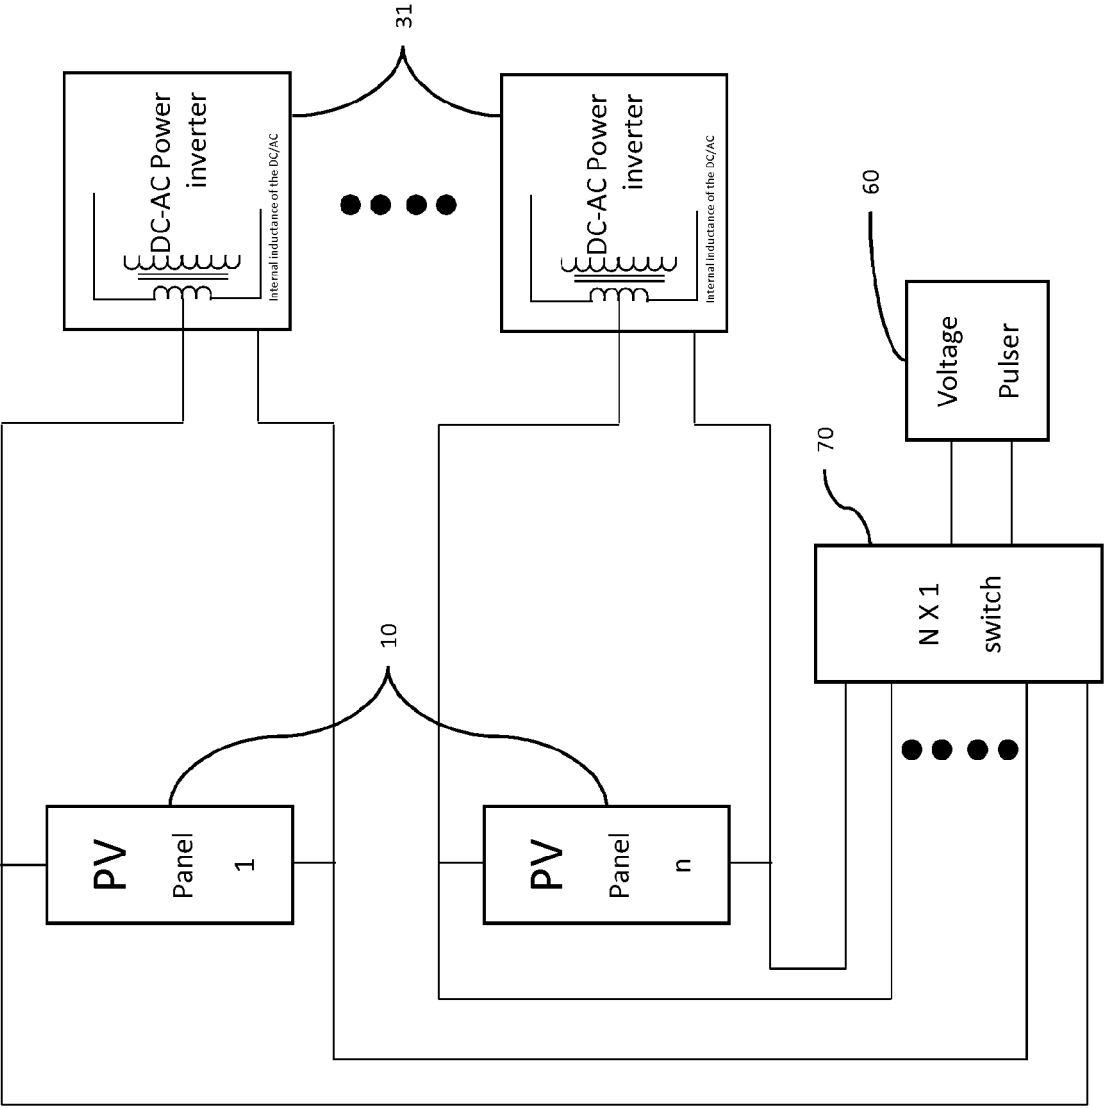 31
DC-AC Power
inverter
Internal inductance of the DC/AC
DC-AC Power
inverter
Internal inductance of the DC/AC
60
Voltage
Pulser
70
N X 1
switch
10
PV
Panel
1
PV
Panel
n